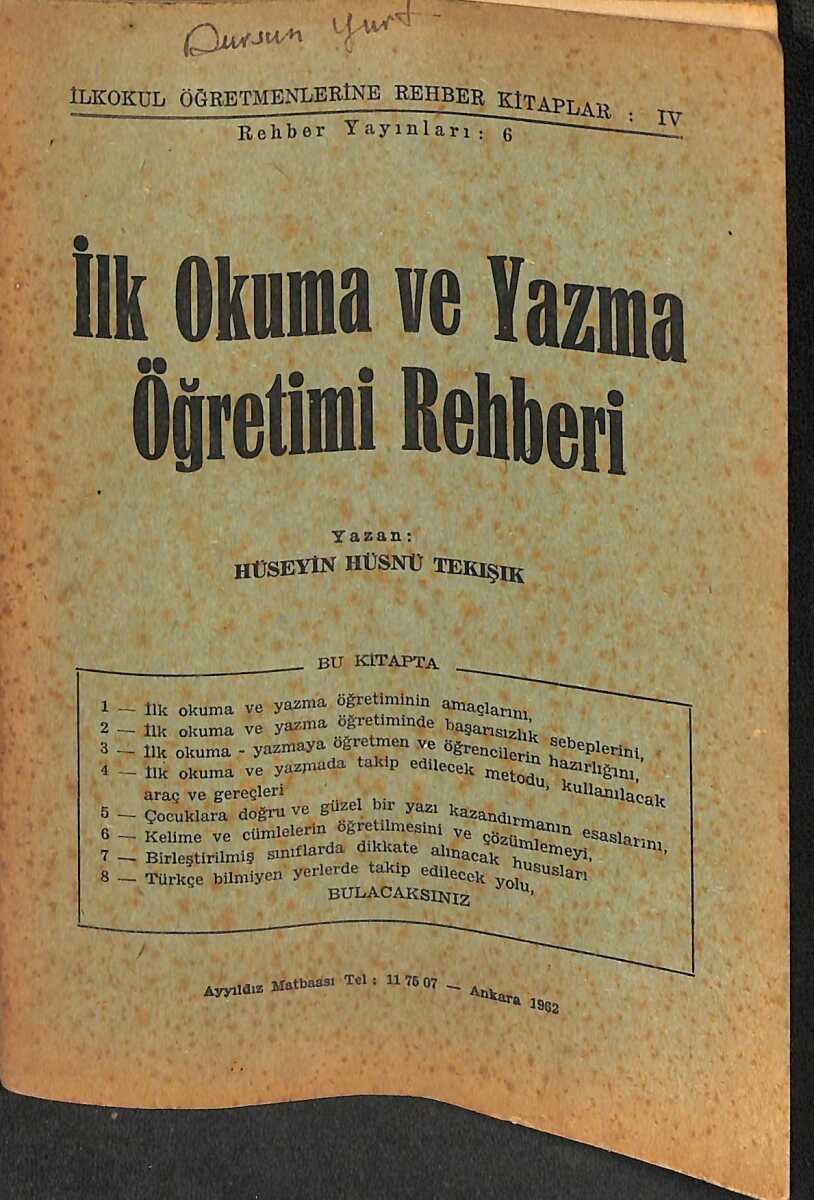 Dursun Yurt
İLKOKUL ÖĞRETMENLERİNE REHBER KİTAPLAR : IV
Rehber Yayınları : 6
İlk Okuma ve Yazma
Öğretimi Rehberi
Yazan:
HÜSEYİN HÜSNÜ TEKIŞIK
BU KİTAPTA
1 — İlk okuma ve yazma öğretiminin amaçlarını,
2 — İlk okuma ve yazma öğretiminde başarısızlık sebeplerini,
3 — İlk okuma - yazmaya öğretmen ve öğrencilerin hazırlığını,
4 — İlk okuma ve yazmada takip edilecek metodu, kullanılacak
araç ve gereçleri
5 — Çocuklara doğru ve güzel bir yazı kazandırmanın esaslarını,
6 — Kelime ve cümlelerin öğretilmesini ve çözümlemeyi,
7 — Birleştirilmiş sınıflarda dikkate alınacak hususları
8 — Türkçe bilmiyen yerlerde takip edilecek yolu,
BULACAKSINIZ
Ayyıldız Matbaası Tel : 11 75 07 — Ankara 1962